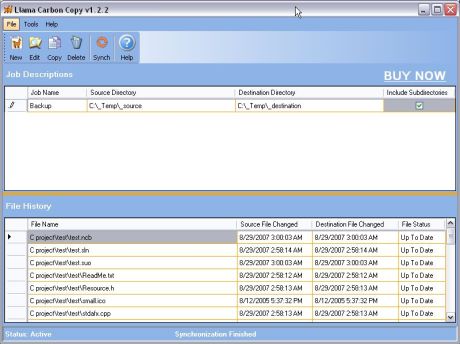 Llama Carbon Copy v1.2.2
File Tools Help
New Edit Copy Delete Synch Help
Job Descriptions BUY NOW
Job Name Source Directory Destination Directory Include Subdirectories
Backup C:\_Temp\_source C:\_Temp\_destination
File History
File Name Source File Changed Destination File Changed File Status
C project\test\test.ncb 8/29/2007 3:00:03 AM 8/29/2007 3:00:03 AM Up To Date
C project\test\test.sln 8/29/2007 2:58:14 AM 8/29/2007 2:58:14 AM Up To Date
C project\test\test.suo 8/29/2007 3:00:03 AM 8/29/2007 3:00:03 AM Up To Date
C project\test\test\ReadMe.txt 8/29/2007 2:58:12 AM 8/29/2007 2:58:12 AM Up To Date
C project\test\test\Resource.h 8/29/2007 2:58:13 AM 8/29/2007 2:58:13 AM Up To Date
C project\test\test\small.ico 8/12/2005 5:37:32 PM 8/12/2005 5:37:32 PM Up To Date
C project\test\test\stdafx.cpp 8/29/2007 2:58:13 AM 8/29/2007 2:58:13 AM Up To Date
Status: Active Synchronization Finished